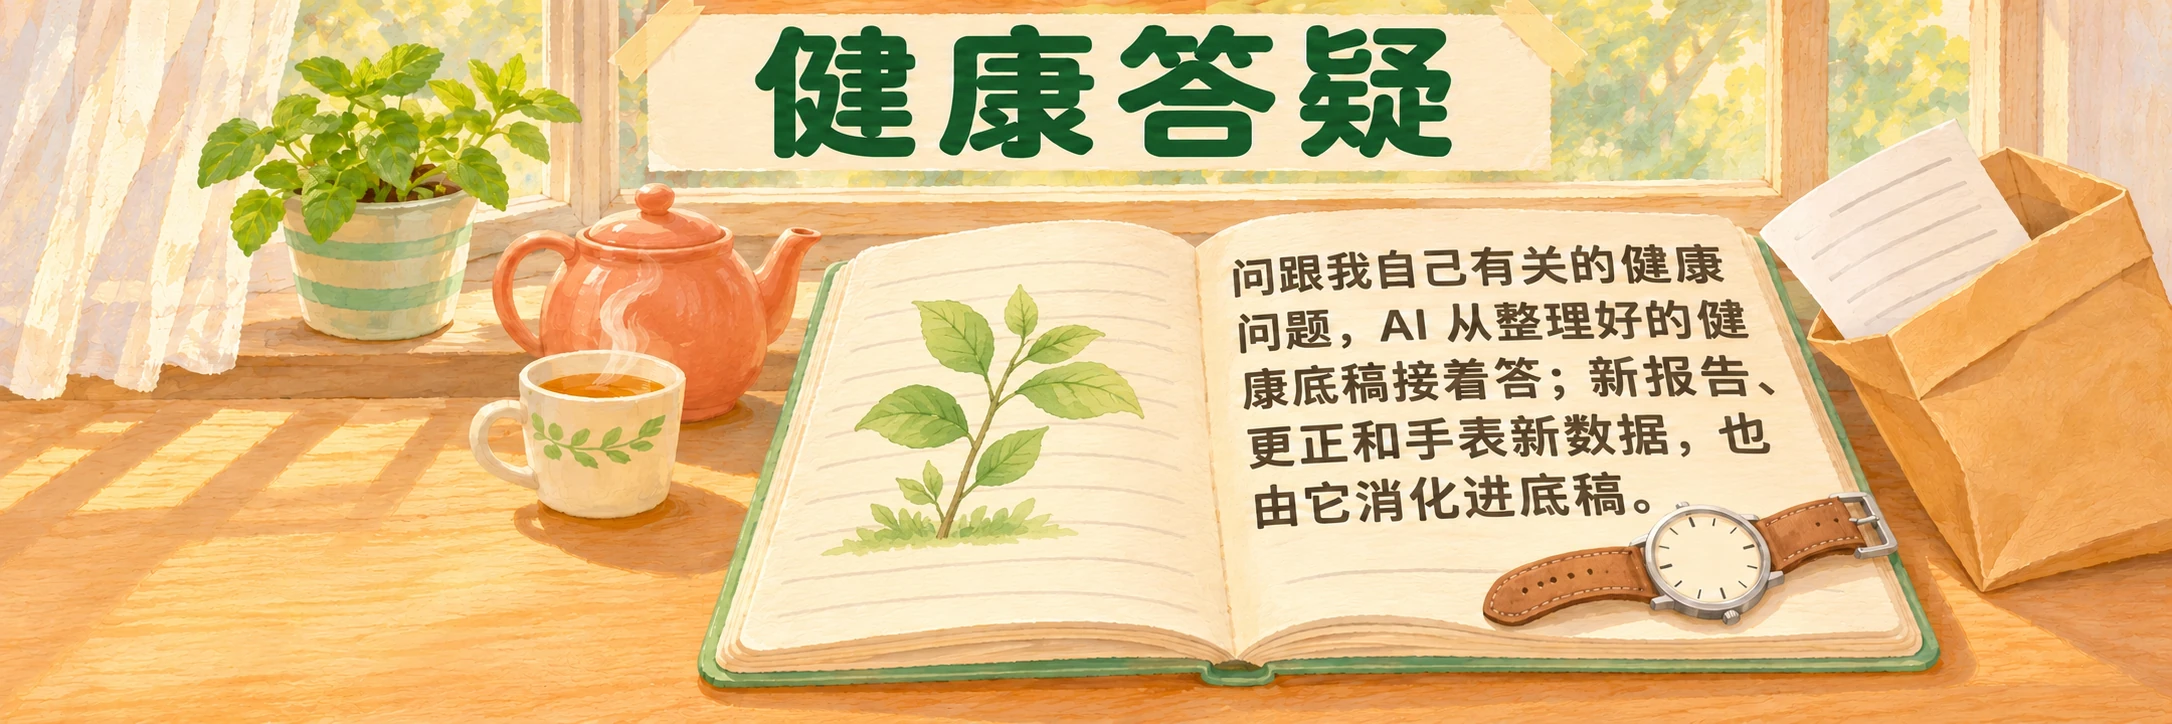 健康答疑
问跟我自己有关的健康
问题，AI 从整理好的健
康底稿接着答；新报告、
更正和手表新数据，也
由它消化进底稿。